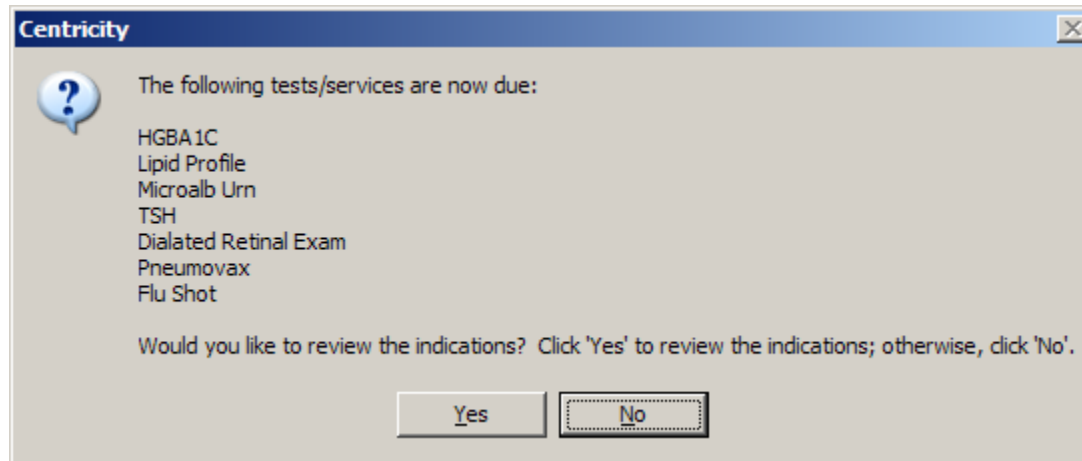 Centricity
The following tests/services are now due:
HGBA1C
Lipid Profile
Microalb Urn
TSH
Dialated Retinal Exam
Pneumovax
Flu Shot
Would you like to review the indications?  Click 'Yes' to review the indications; otherwise, click 'No'.
Yes No